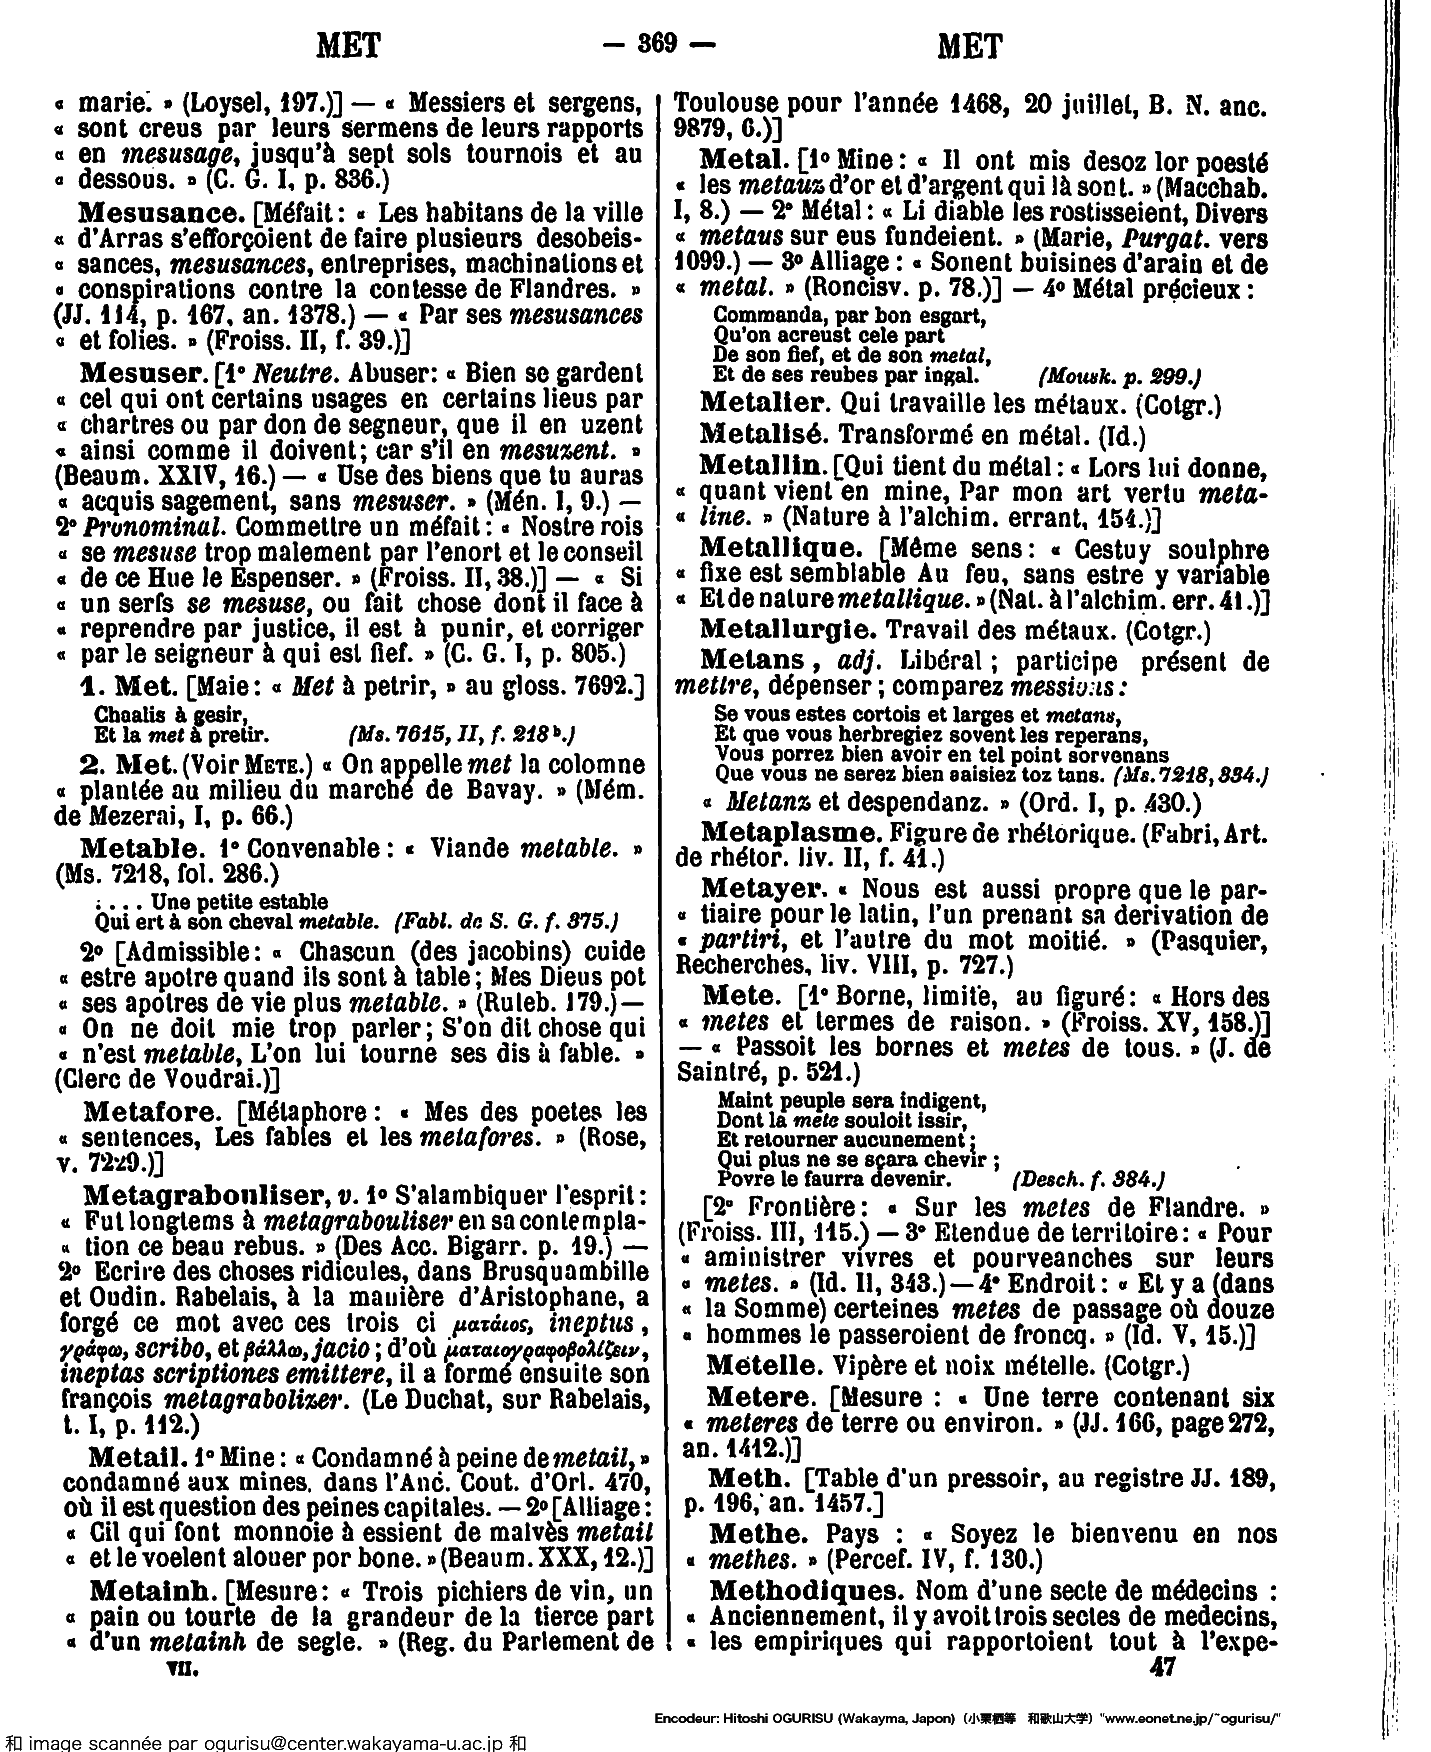 MET — 369 — MET
« marie. » (Loysel, 197.)] — « Messiers et sergens,
« sont creus par leurs sermens de leurs rapports
« en mesusage, jusqu'à sept sols tournois et au
« dessous. » (C. G. I, p. 836.)
Mesusance. [Méfait : « Les habitans de la ville
« d'Arras s'efforçoient de faire plusieurs desobeis-
« sances, mesusances, entreprises, machinations et
« conspirations contre la contesse de Flandres. »
(JJ. 114, p. 167, an. 1378.) — « Par ses mesusances
« et folies. » (Froiss. II, f. 39.)]
Mesuser. [1° Neutre. Abuser : « Bien se gardent
« cel qui ont certains usages en certains lieus par
« chartres ou par don de segneur, que il en uzent
« ainsi comme il doivent ; car s'il en mesuzent. »
(Beaum. XXIV, 16.) — « Use des biens que tu auras
« acquis sagement, sans mesuser. » (Mén. I, 9.) —
2° Pronominal. Commettre un méfait : « Nostre rois
« se mesuse trop malement par l'enort et le conseil
« de ce Hue le Espenser. » (Froiss. II, 38.)] — « Si
« un serfs se mesuse, ou fait chose dont il face à
« reprendre par justice, il est à punir, et corriger
« par le seigneur à qui est fief. » (C. G. I, p. 805.)
1. Met. [Maie : « Met à petrir, » au gloss. 7692.]
Chaalis à gesir,
Et la met à pretir. (Ms. 7615, II, f. 218 b.)
2. Met. (Voir METE.) « On appelle met la colomne
« plantée au milieu du marché de Bavay. » (Mém.
de Mezerai, I, p. 66.)
Metable. 1° Convenable : « Viande metable. »
(Ms. 7218, fol. 286.)
. . . . Une petite estable
Qui ert à son cheval metable. (Fabl. de S. G. f. 375.)
2° [Admissible : « Chascun (des jacobins) cuide
« estre apotre quand ils sont à table ; Mes Dieus pot
« ses apotres de vie plus metable. » (Ruteb. 179.) —
« On ne doit mie trop parler ; S'on dit chose qui
« n'est metable, L'on lui tourne ses dis à fable. »
(Clerc de Voudrai.)]
Metafore. [Métaphore : « Mes des poetes les
« sentences, Les fables et les metafores. » (Rose,
v. 7229.)]
Metagrabouliser, v. 1° S'alambiquer l'esprit :
« Fut longtems à metagrabouliser en sa contempla-
« tion ce beau rebus. » (Des Acc. Bigarr. p. 19.) —
2° Ecrire des choses ridicules, dans Brusquambille
et Oudin. Rabelais, à la manière d'Aristophane, a
forgé ce mot avec ces trois ci ματάιος, ineptus,
γράφω, scribo, et βάλλω, jacio ; d'où ματαιογραφοβολίζειν,
ineptas scriptiones emittere, il a formé ensuite son
françois metagrabolizer. (Le Duchat, sur Rabelais,
t. I, p. 112.)
Metail. 1° Mine : « Condamné à peine de metail, »
condamné aux mines, dans l'Anc. Cout. d'Orl. 470,
où il est question des peines capitales. — 2° [Alliage :
« Cil qui font monnoie à essient de malvès metail
« et le voelent alouer por bone. » (Beaum. XXX, 12.)]
Metainh. [Mesure : « Trois pichiers de vin, un
« pain ou tourte de la grandeur de la tierce part
« d'un metainh de segle. » (Reg. du Parlement de
VII.
Toulouse pour l'année 1468, 20 juillet, B. N. anc.
9879, 6.)]
Metal. [1° Mine : « Il ont mis desoz lor poesté
« les metauz d'or et d'argent qui là sont. » (Macchab.
I, 8.) — 2° Métal : « Li diable les rostisseient, Divers
« metaus sur eus fundeient. » (Marie, Purgat. vers
1099.) — 3° Alliage : « Sonent buisines d'arain et de
« metal. » (Roncisv. p. 78.)] — 4° Métal précieux :
Commanda, par bon esgart,
Qu'on acreust cele part
De son fief, et de son metal,
Et de ses reubes par ingal. (Mousk. p. 299.)
Metalier. Qui travaille les métaux. (Cotgr.)
Metalisé. Transformé en métal. (Id.)
Metallin. [Qui tient du métal : « Lors lui donne,
« quant vient en mine, Par mon art vertu meta-
« line. » (Nature à l'alchim. errant, 154.)]
Metallique. [Même sens : « Cestuy soulphre
« fixe est semblable Au feu, sans estre y variable
« Et de nature metallique. » (Nat. à l'alchim. err. 41.)]
Metallurgie. Travail des métaux. (Cotgr.)
Metans, adj. Libéral ; participe présent de
mettre, dépenser ; comparez messions :
Se vous estes cortois et larges et metans,
Et que vous herbregiez sovent les reperans,
Vous porrez bien avoir en tel point sorvenans
Que vous ne serez bien aaisiez toz tans. (Ms. 7218, 334.)
« Metanz et despendanz. » (Ord. I, p. 430.)
Metaplasme. Figure de rhétorique. (Fabri, Art.
de rhétor. liv. II, f. 41.)
Metayer. « Nous est aussi propre que le par-
« tiaire pour le latin, l'un prenant sa derivation de
« partiri, et l'autre du mot moitié. » (Pasquier,
Recherches, liv. VIII, p. 727.)
Mete. [1° Borne, limite, au figuré : « Hors des
« metes et termes de raison. » (Froiss. XV, 158.)]
— « Passoit les bornes et metes de tous. » (J. de
Saintré, p. 521.)
Maint peuple sera indigent,
Dont la mete souloit issir,
Et retourner aucunement ;
Qui plus ne se sçara chevir ;
Povre le faurra devenir. (Desch. f. 384.)
[2° Frontière : « Sur les metes de Flandre. »
(Froiss. III, 115.) — 3° Etendue de territoire : « Pour
« aministrer vivres et pourveanches sur leurs
« metes. » (Id. II, 343.) — 4° Endroit : « Et y a (dans
« la Somme) certeines metes de passage où douze
« hommes le passeroient de froncq. » (Id. V, 15.)]
Metelle. Vipère et noix mételle. (Cotgr.)
Metere. [Mesure : « Une terre contenant six
« meteres de terre ou environ. » (JJ. 166, page 272,
an. 1412.)]
Meth. [Table d'un pressoir, au registre JJ. 189,
p. 196, an. 1457.]
Methe. Pays : « Soyez le bienvenu en nos
« methes. » (Percef. IV, f. 130.)
Methodiques. Nom d'une secte de médecins :
« Anciennement, il y avoit trois sectes de medecins,
« les empiriques qui rapportoient tout à l'expe-
47
Encodeur: Hitoshi OGURISU (Wakayma, Japon) (小栗栖等 和歌山大学) "www.eonet.ne.jp/~ogurisu/"
和 image scannée par ogurisu@center.wakayama-u.ac.jp 和